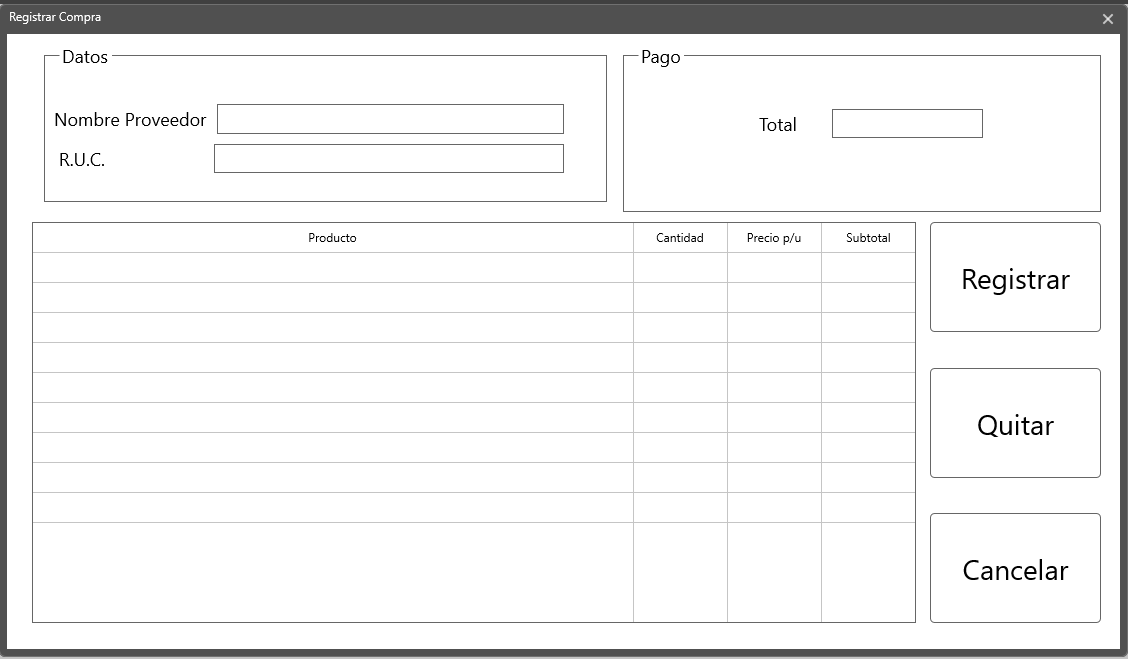 Registrar Compra
Datos
Nombre Proveedor
R.U.C.
Pago
Total
Producto Cantidad Precio p/u Subtotal
Registrar
Quitar
Cancelar